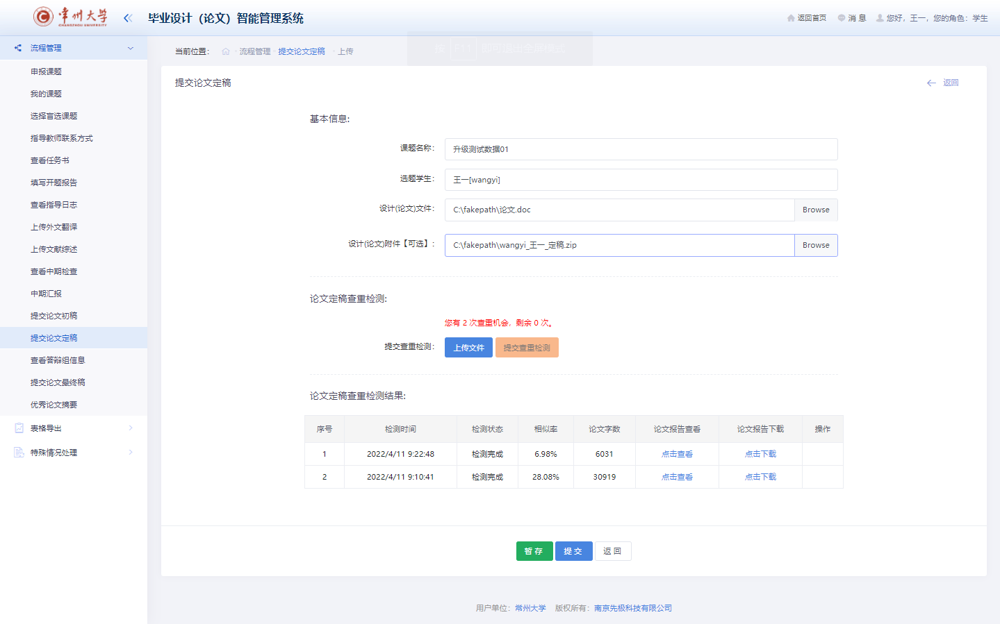 常州大学 毕业设计（论文）智能管理系统 返回首页 消 息 您好，王一，您的角色：学生
CHANGZHOU UNIVERSITY
流程管理
申报课题
我的课题
选择盲选课题
指导教师联系方式
查看任务书
填写开题报告
查看指导日志
上传外文翻译
上传文献综述
查看中期检查
中期汇报
提交论文初稿
提交论文定稿
查看答辩组信息
提交论文最终稿
优秀论文摘要
表格导出
特殊情况处理
当前位置： 流程管理 提交论文定稿 上传
按 F11 即可退出全屏模式
提交论文定稿 返回
基本信息:
课题名称： 升级测试数据01
选题学生： 王一[wangyi]
设计(论文)文件： C:\fakepath\论文.doc Browse
设计(论文)附件【可选】： C:\fakepath\wangyi_王一_定稿.zip Browse
论文定稿查重检测:
您有 2 次查重机会，剩余 0 次。
提交查重检测： 上传文件 提交查重检测
论文定稿查重检测结果:
序号 检测时间 检测状态 相似率 论文字数 论文报告查看 论文报告下载 操作
1 2022/4/11 9:22:48 检测完成 6.98% 6031 点击查看 点击下载
2 2022/4/11 9:10:41 检测完成 28.08% 30919 点击查看 点击下载
暂 存 提 交 返 回
用户单位：常州大学 版权所有：南京先极科技有限公司